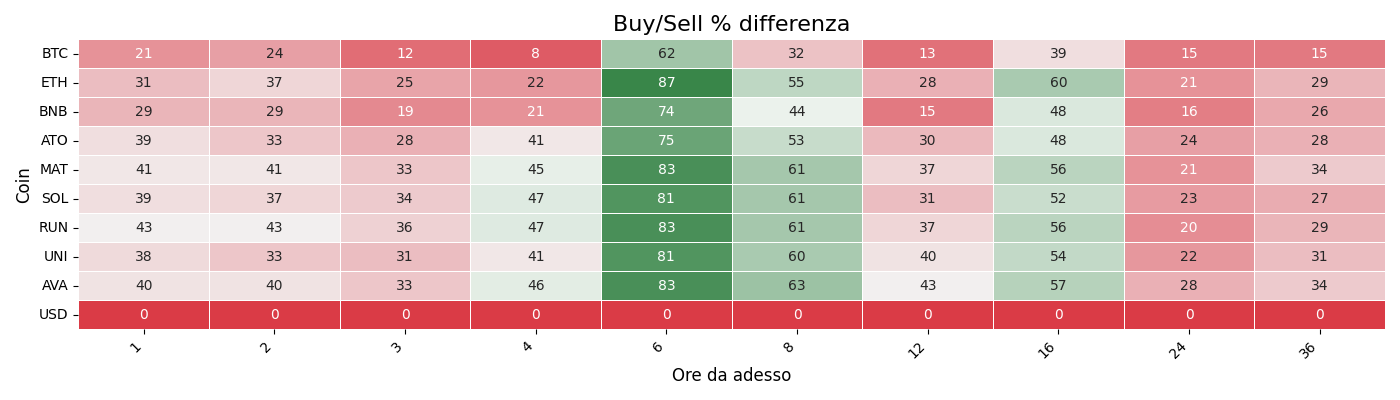 Buy/Sell % differenza
Coin
BTC 21 24 12 8 62 32 13 39 15 15
ETH 31 37 25 22 87 55 28 60 21 29
BNB 29 29 19 21 74 44 15 48 16 26
ATO 39 33 28 41 75 53 30 48 24 28
MAT 41 41 33 45 83 61 37 56 21 34
SOL 39 37 34 47 81 61 31 52 23 27
RUN 43 43 36 47 83 61 37 56 20 29
UNI 38 33 31 41 81 60 40 54 22 31
AVA 40 40 33 46 83 63 43 57 28 34
USD 0 0 0 0 0 0 0 0 0 0
1 2 3 4 6 8 12 16 24 36
Ore da adesso